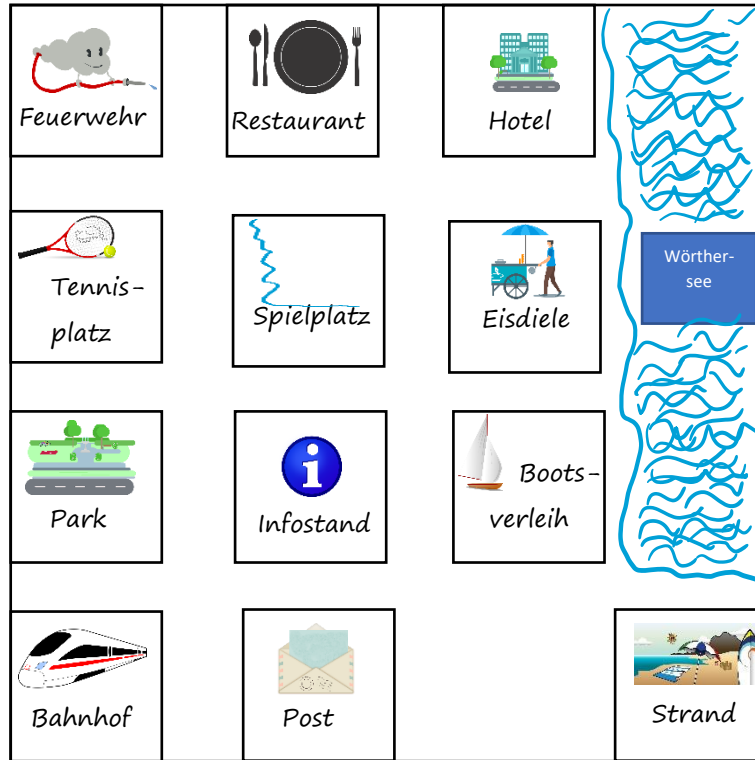 Feuerwehr
Restaurant
Hotel
Tennis-
platz
Spielplatz
Eisdiele
Wörther-
see
Park
Infostand
Boots-
verleih
Bahnhof
Post
Strand